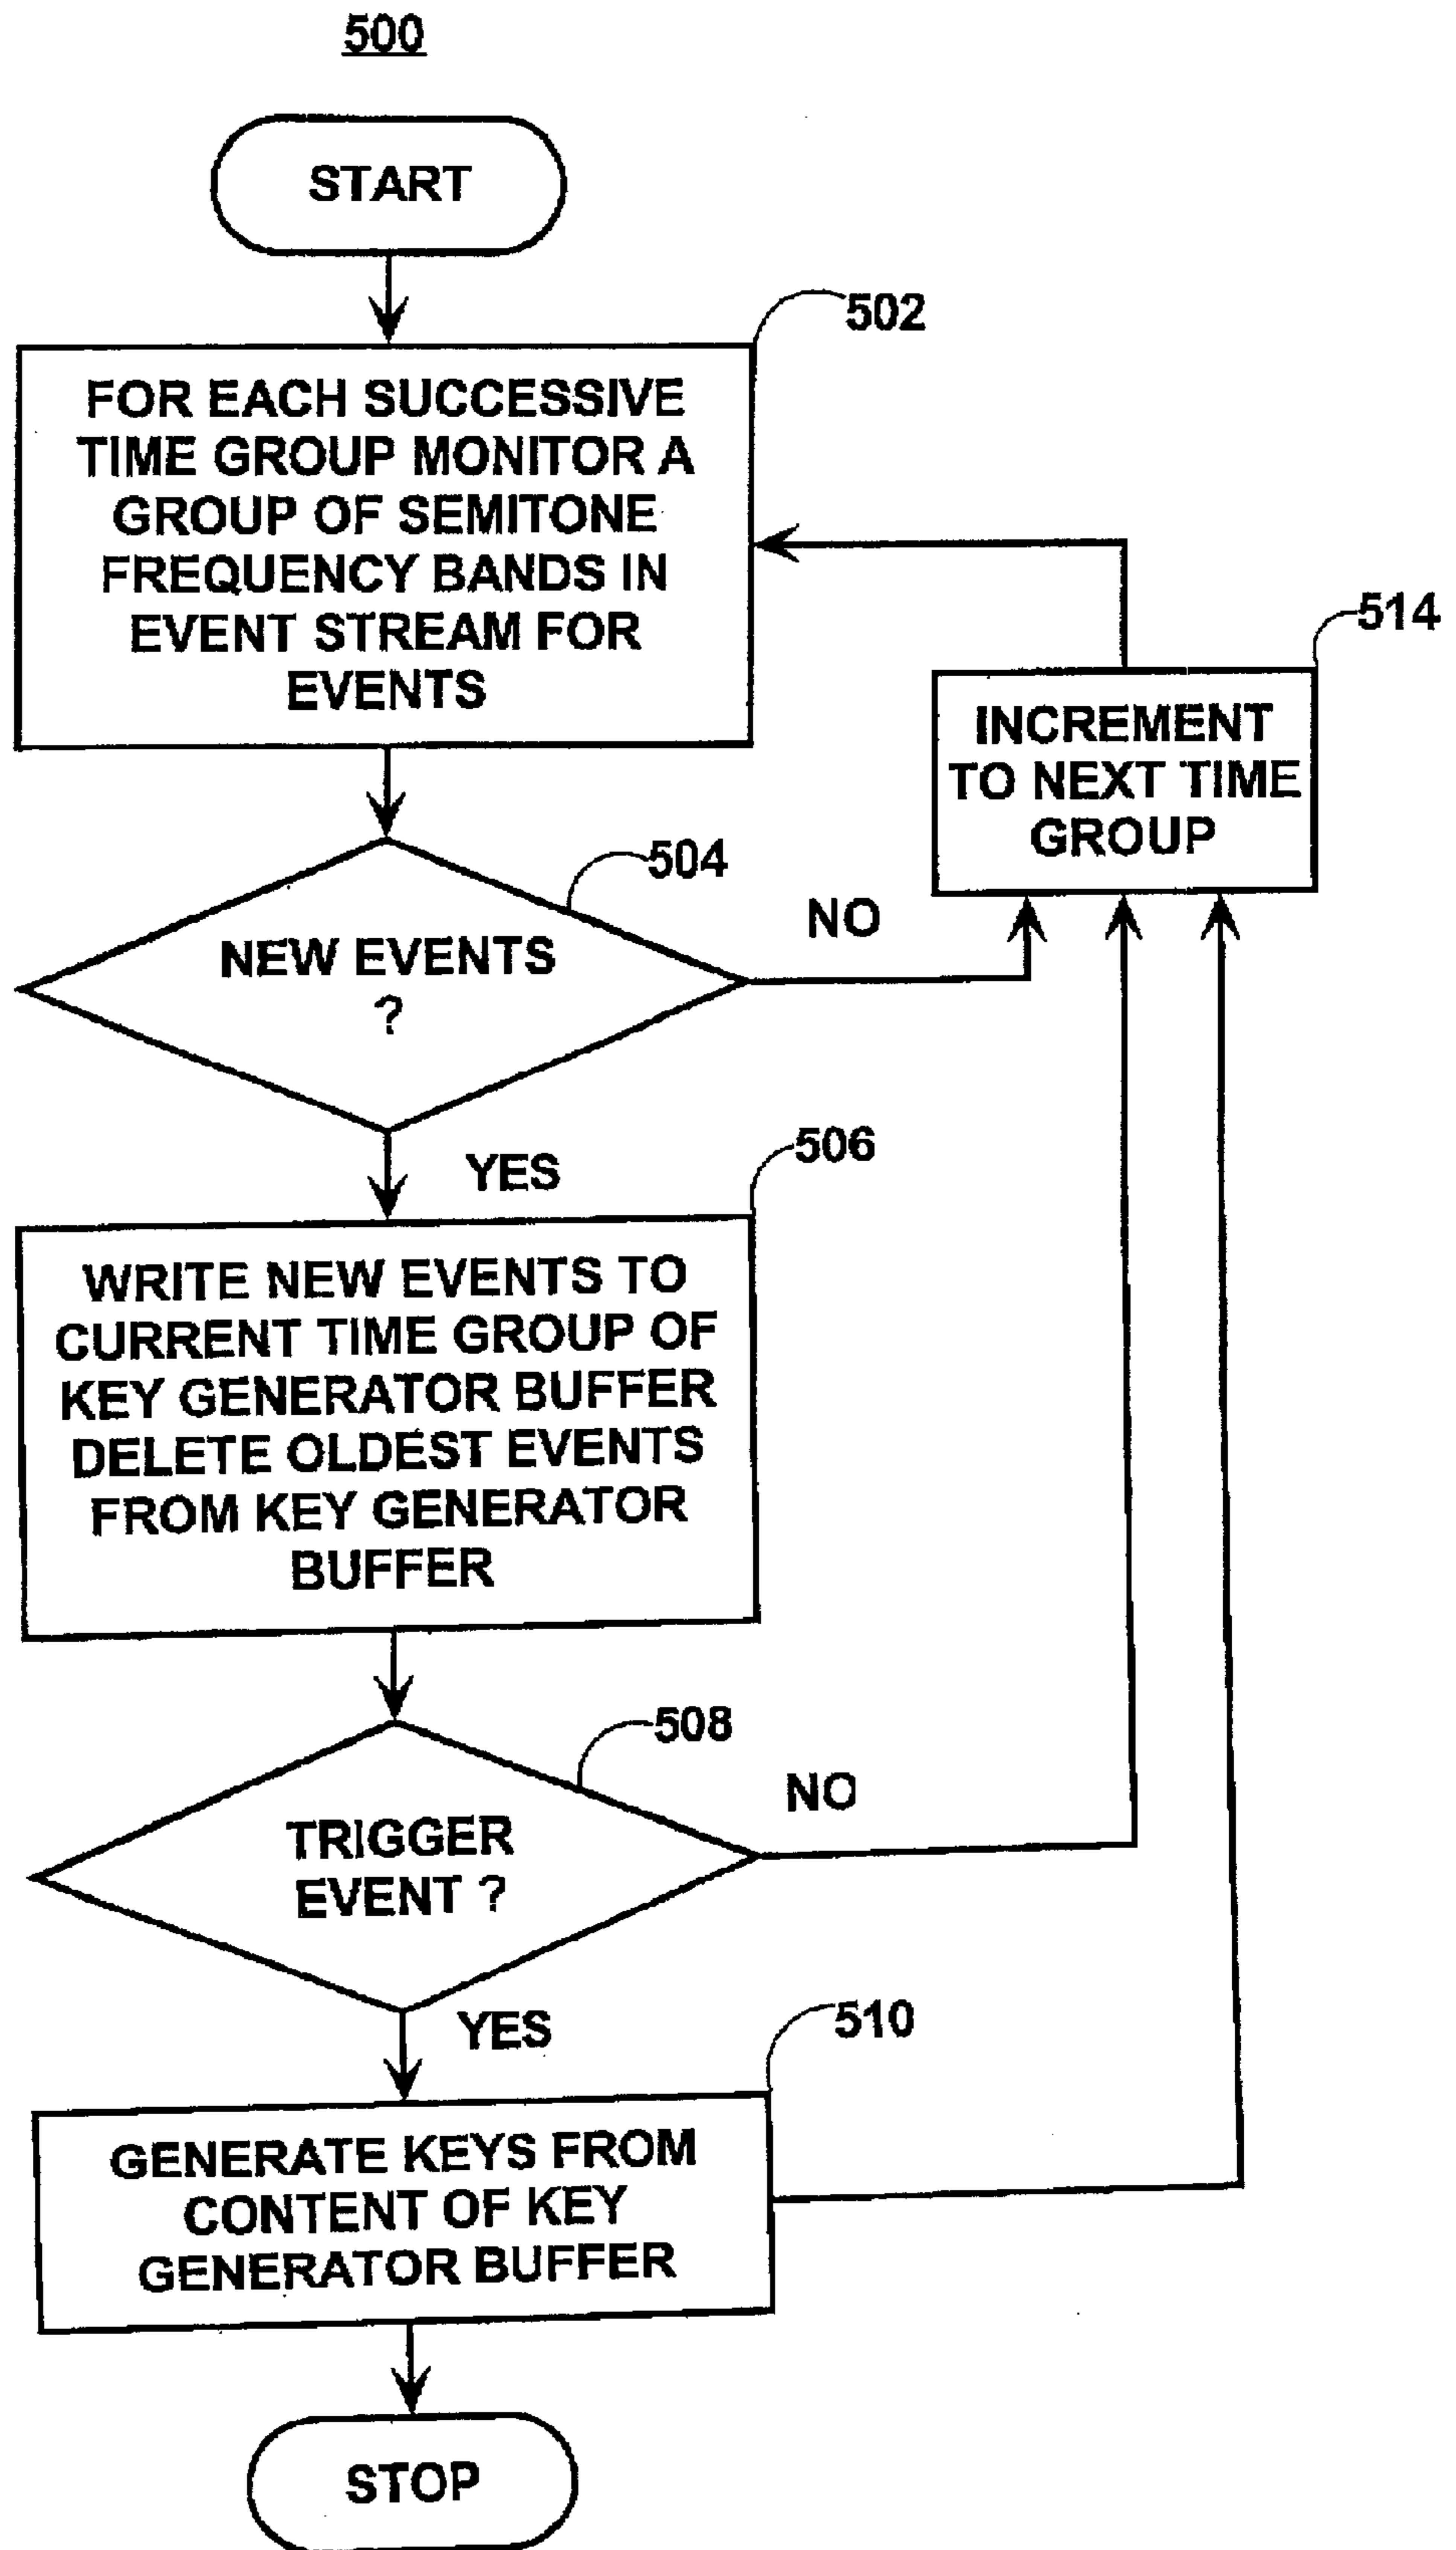 500
START
502
FOR EACH SUCCESSIVE
TIME GROUP MONITOR A
GROUP OF SEMITONE
FREQUENCY BANDS IN
EVENT STREAM FOR
EVENTS
514
INCREMENT
TO NEXT TIME
GROUP
504
NEW EVENTS
?
NO
YES
506
WRITE NEW EVENTS TO
CURRENT TIME GROUP OF
KEY GENERATOR BUFFER
DELETE OLDEST EVENTS
FROM KEY GENERATOR
BUFFER
508
TRIGGER
EVENT ?
NO
YES
510
GENERATE KEYS FROM
CONTENT OF KEY
GENERATOR BUFFER
STOP